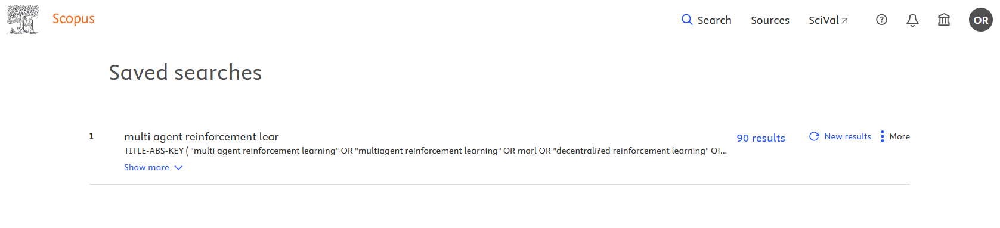 Scopus
Search Sources SciVal OR
Saved searches
1 multi agent reinforcement lear 90 results New results More
TITLE-ABS-KEY ( "multi agent reinforcement learning" OR "multiagent reinforcement learning" OR marl OR "decentrali?ed reinforcement learning" OR...
Show more